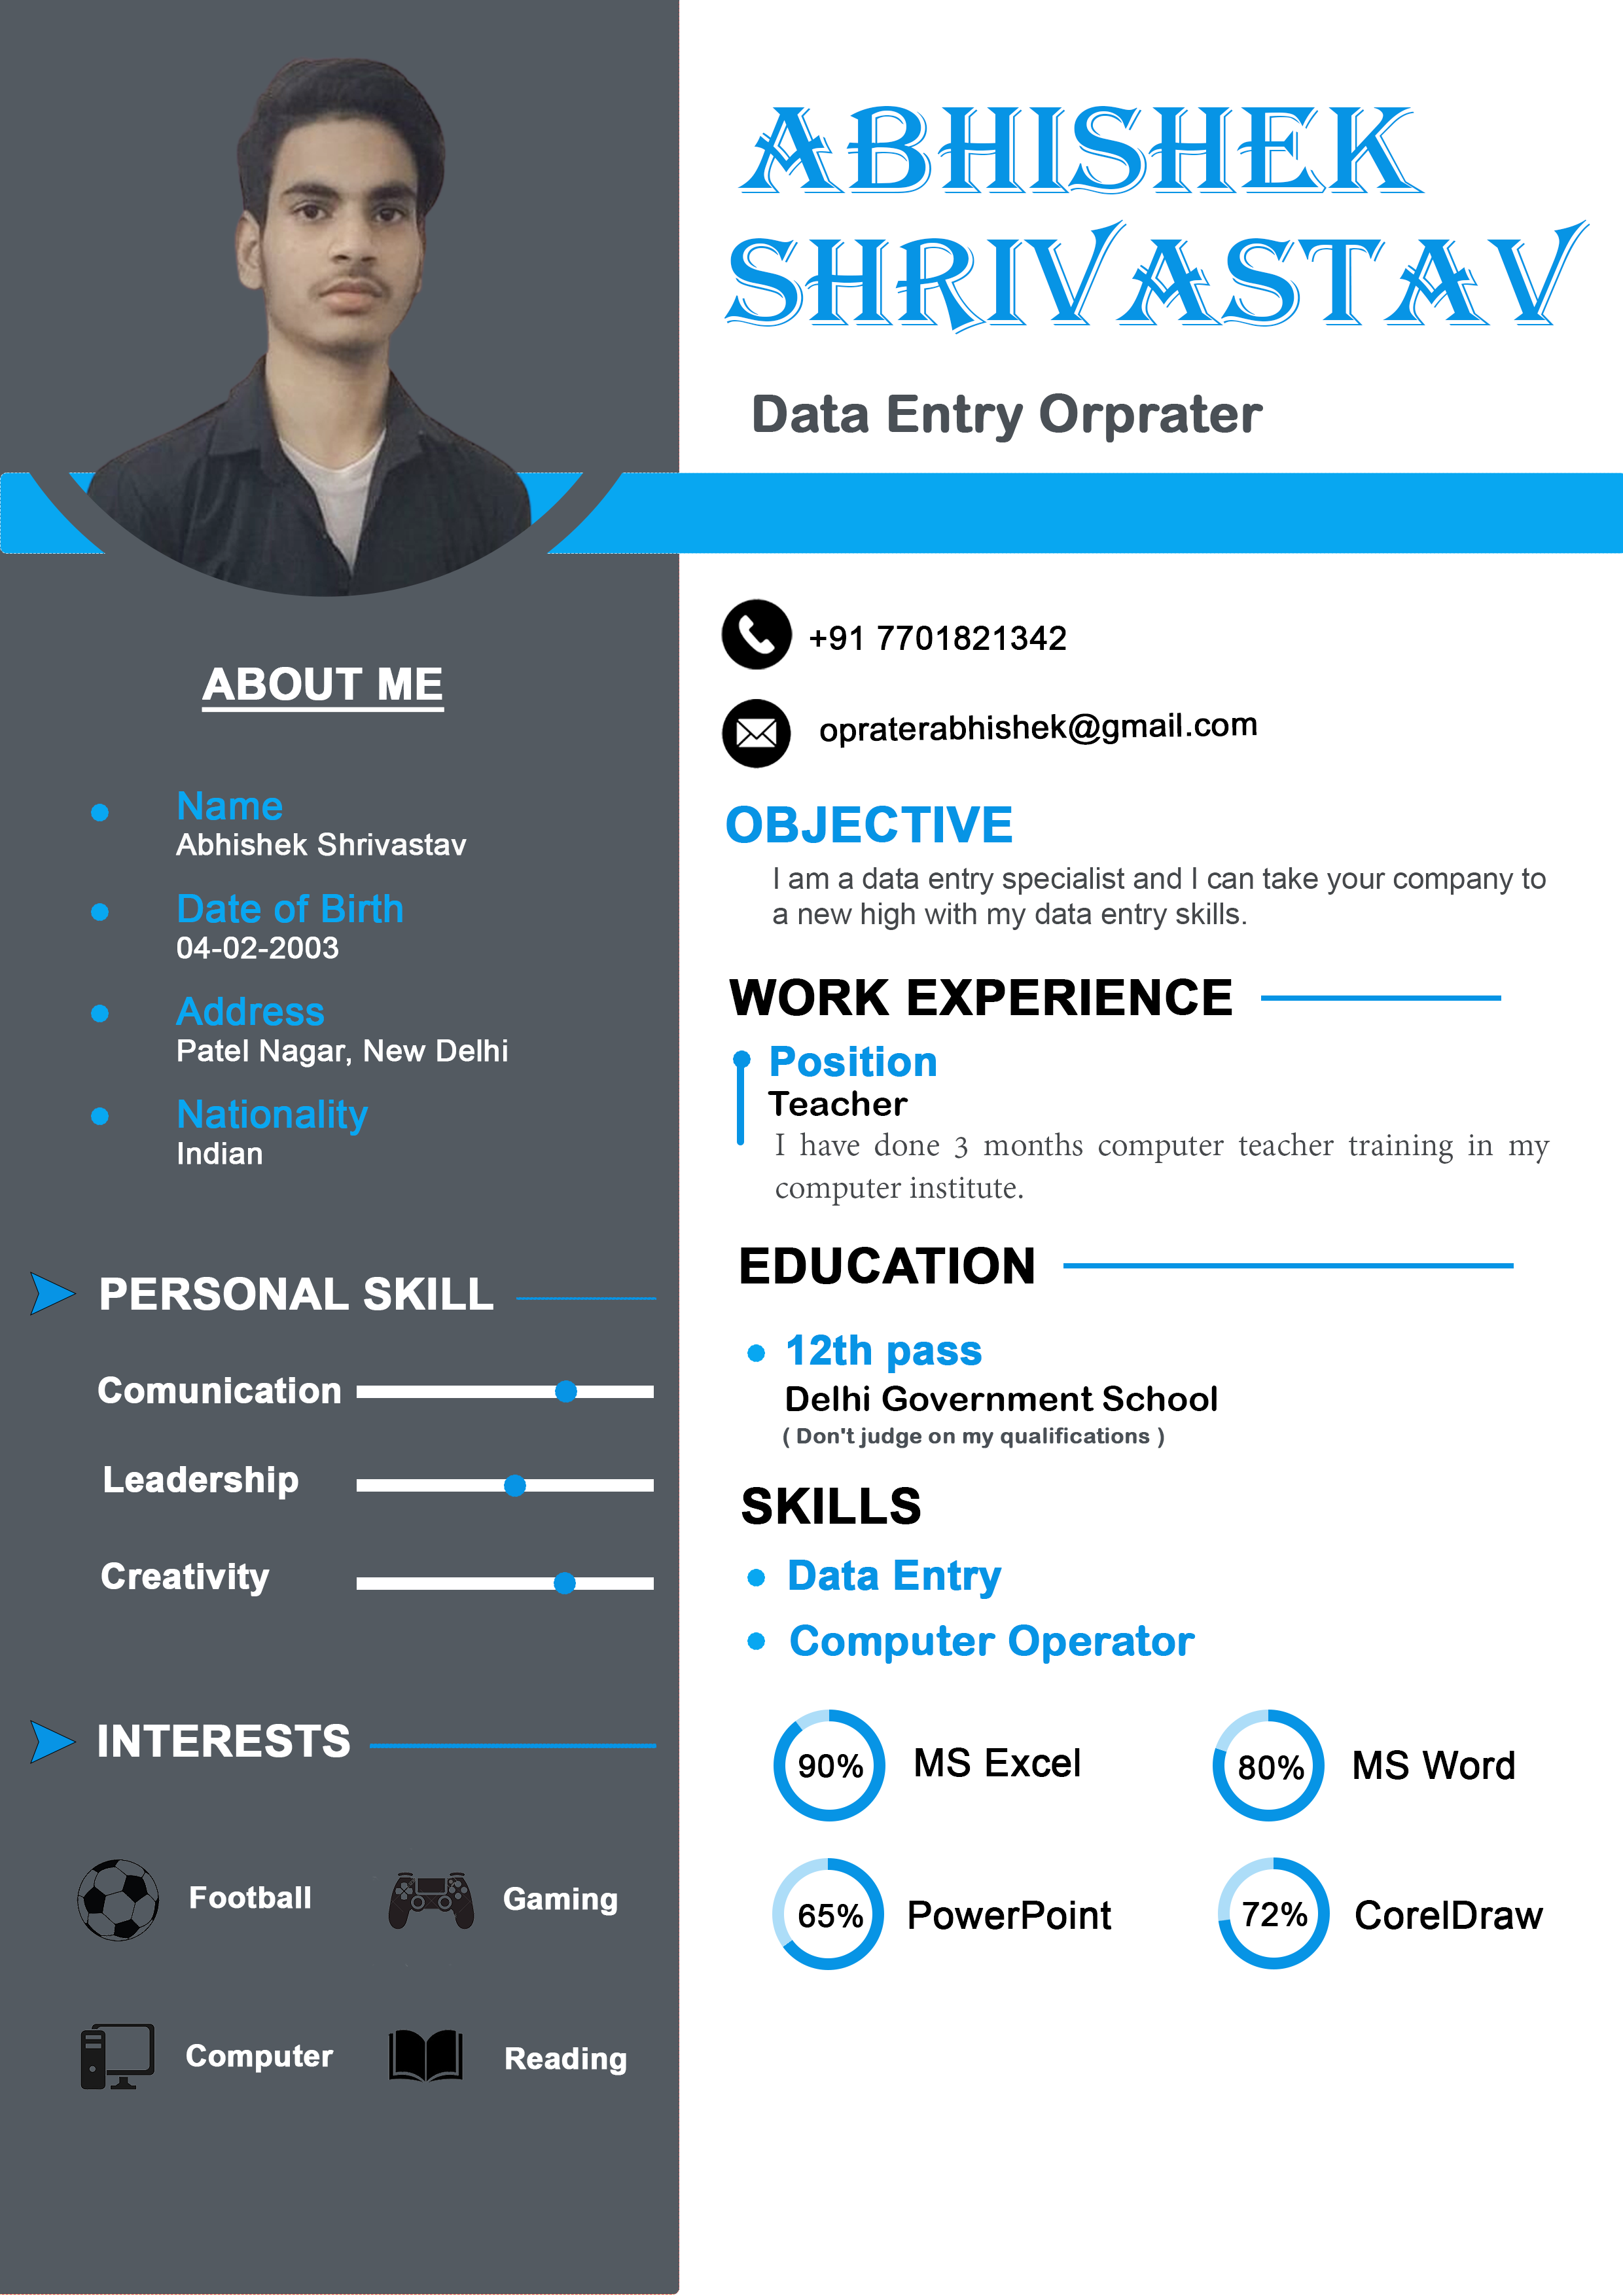 ABHISHEK
SHRIVASTAV
Data Entry Orprater
+91 7701821342
opraterabhishek@gmail.com
ABOUT ME
Name
Abhishek Shrivastav
Date of Birth
04-02-2003
Address
Patel Nagar, New Delhi
Nationality
Indian
PERSONAL SKILL
Comunication
Leadership
Creativity
INTERESTS
Football
Gaming
Computer
Reading
OBJECTIVE
I am a data entry specialist and I can take your company to
a new high with my data entry skills.
WORK EXPERIENCE
Position
Teacher
I have done 3 months computer teacher training in my
computer institute.
EDUCATION
12th pass
Delhi Government School
( Don't judge on my qualifications )
SKILLS
Data Entry
Computer Operator
90% MS Excel
80% MS Word
65% PowerPoint
72% CorelDraw